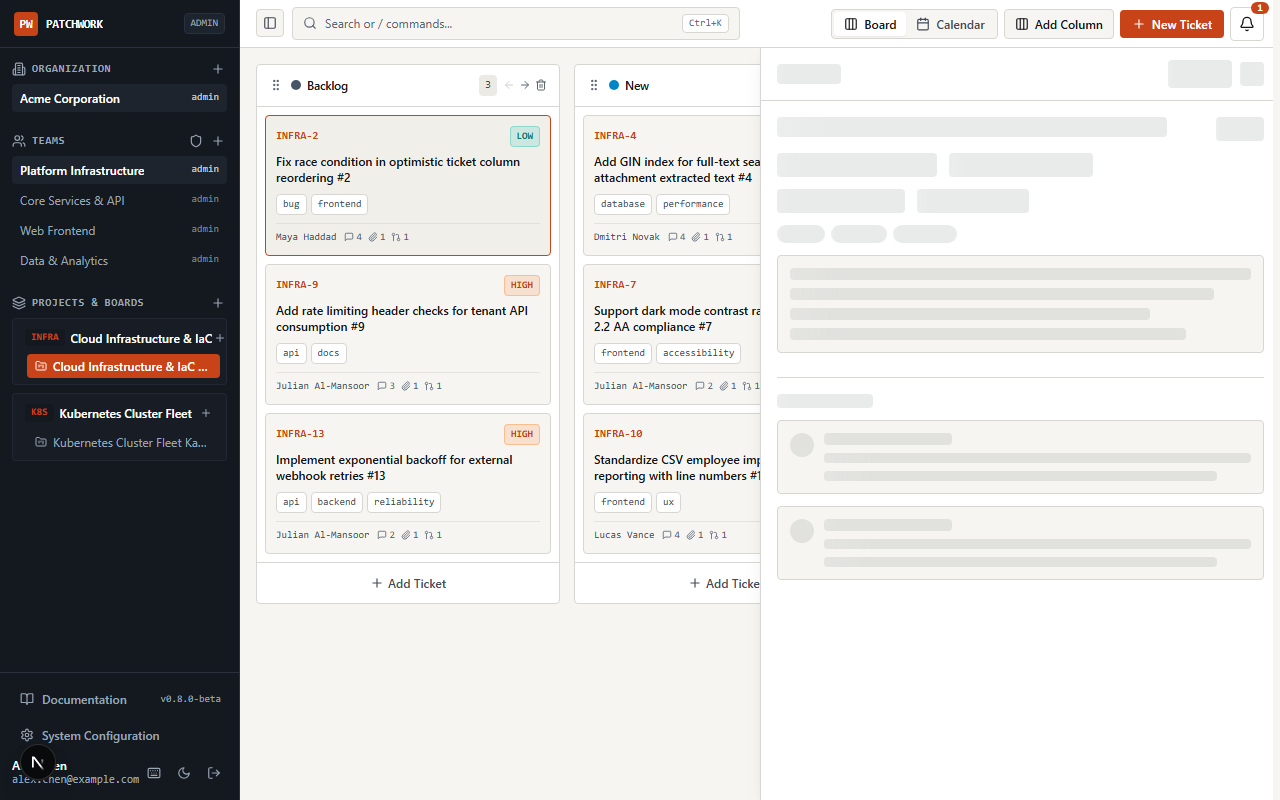 PW PATCHWORK ADMIN
ORGANIZATION
Acme Corporation admin
TEAMS
Platform Infrastructure admin
Core Services & API admin
Web Frontend admin
Data & Analytics admin
PROJECTS & BOARDS
INFRA Cloud Infrastructure & IaC
Cloud Infrastructure & IaC ...
K8S Kubernetes Cluster Fleet
Kubernetes Cluster Fleet Ka...
Documentation v0.8.0-beta
System Configuration
alex.chen@example.com
Search or / commands... Ctrl+K
Board
Calendar
Add Column
New Ticket
1
Backlog 3
INFRA-2 LOW
Fix race condition in optimistic ticket column
reordering #2
bug frontend
Maya Haddad 4 1 1
INFRA-9 HIGH
Add rate limiting header checks for tenant API
consumption #9
api docs
Julian Al-Mansoor 3 1 1
INFRA-13 HIGH
Implement exponential backoff for external
webhook retries #13
api backend reliability
Julian Al-Mansoor 2 1 1
Add Ticket
New
INFRA-4
Add GIN index for full-text
attachment extracted text #4
database performance
Dmitri Novak 4 1 1
INFRA-7
Support dark mode contrast
2.2 AA compliance #7
frontend accessibility
Julian Al-Mansoor 2 1 1
INFRA-10
Standardize CSV employee
reporting with line numbers
frontend ux
Lucas Vance 4 1 1
Add